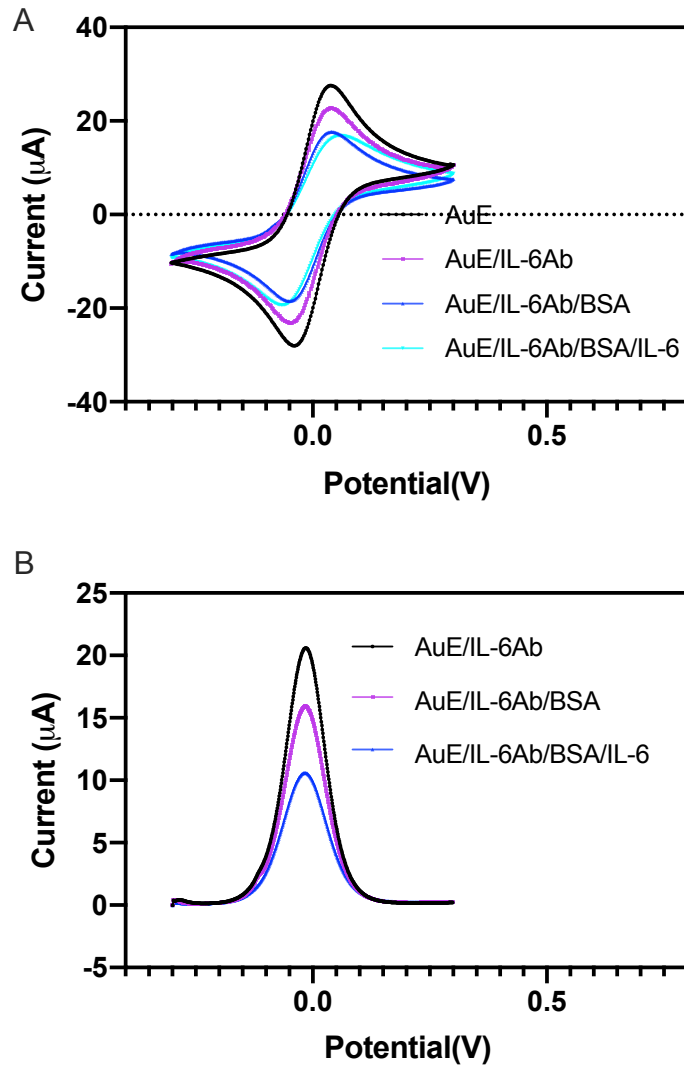 A
40
20
0
-20
-40
Current (μA)
AuE
AuE/IL-6Ab
AuE/IL-6Ab/BSA
AuE/IL-6Ab/BSA/IL-6
0.0
0.5
Potential(V)
B
25
20
15
10
5
0
-5
Current (μA)
AuE/IL-6Ab
AuE/IL-6Ab/BSA
AuE/IL-6Ab/BSA/IL-6
0.0
0.5
Potential(V)